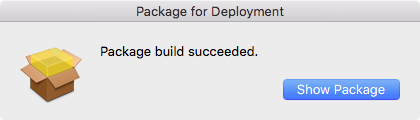 Package for Deployment
Package build succeeded.
Show Package